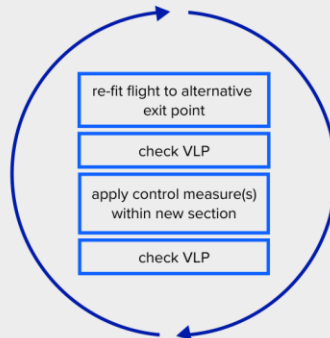 re-fit flight to alternative
exit point
check VLP
apply control measure(s)
within new section
check VLP